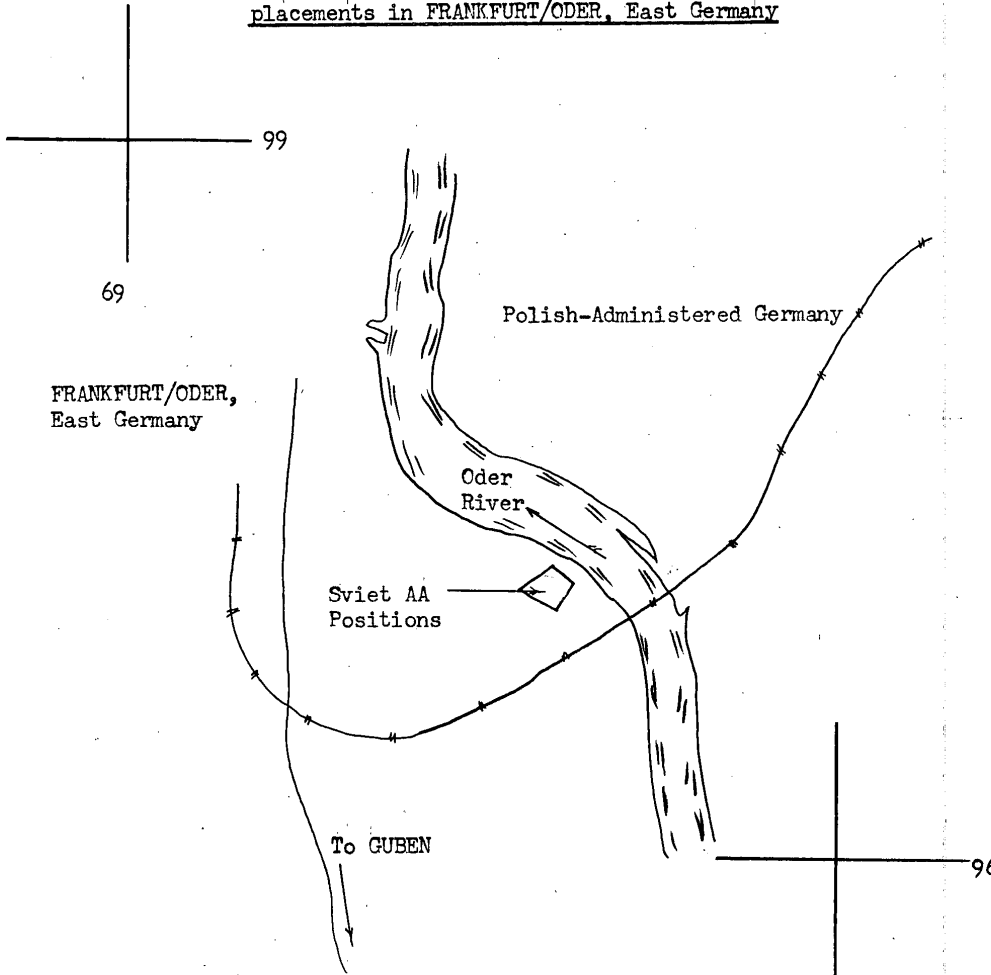 placements in FRANKFURT/ODER, East Germany
99
69
Polish-Administered Germany
FRANKFURT/ODER,
East Germany
Oder
River
Sviet AA
Positions
To GUBEN
96